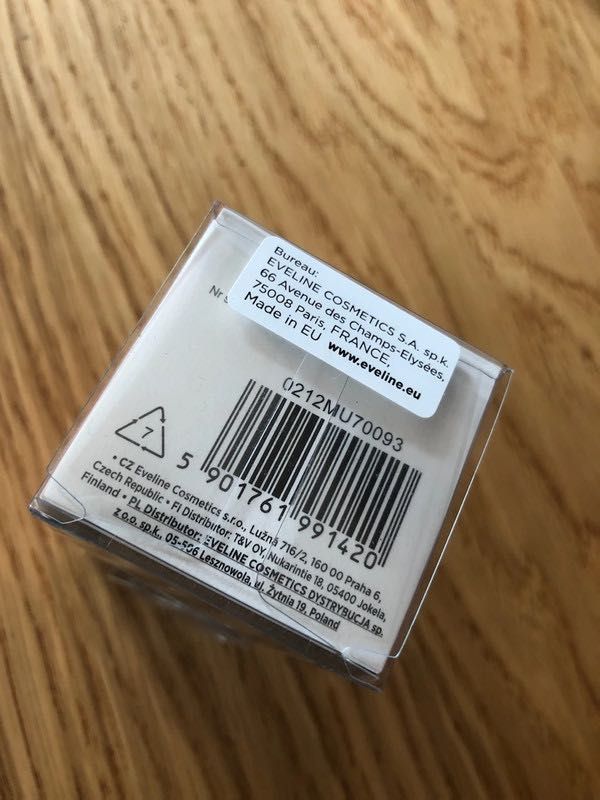 Bureau:
EVELINE COSMETICS S.A. sp.k.
66 Avenue des Champs-Elysées,
75008 Paris, FRANCE,
Made in EU www.eveline.eu
Nr
0212MU70093
7
5 901761 991420
• CZ Eveline Cosmetics s.r.o., Lužná 716/2, 160 00 Praha 6,
Czech Republic • FI Distributor: T&V OY, Nukarintie 18, 05400 Jokela,
Finland • PL Distributor: EVELINE COSMETICS DYSTRYBUCJA sp.
z o.o. sp.k., 05-506 Lesznowola, ul. Żytnia 19, Poland